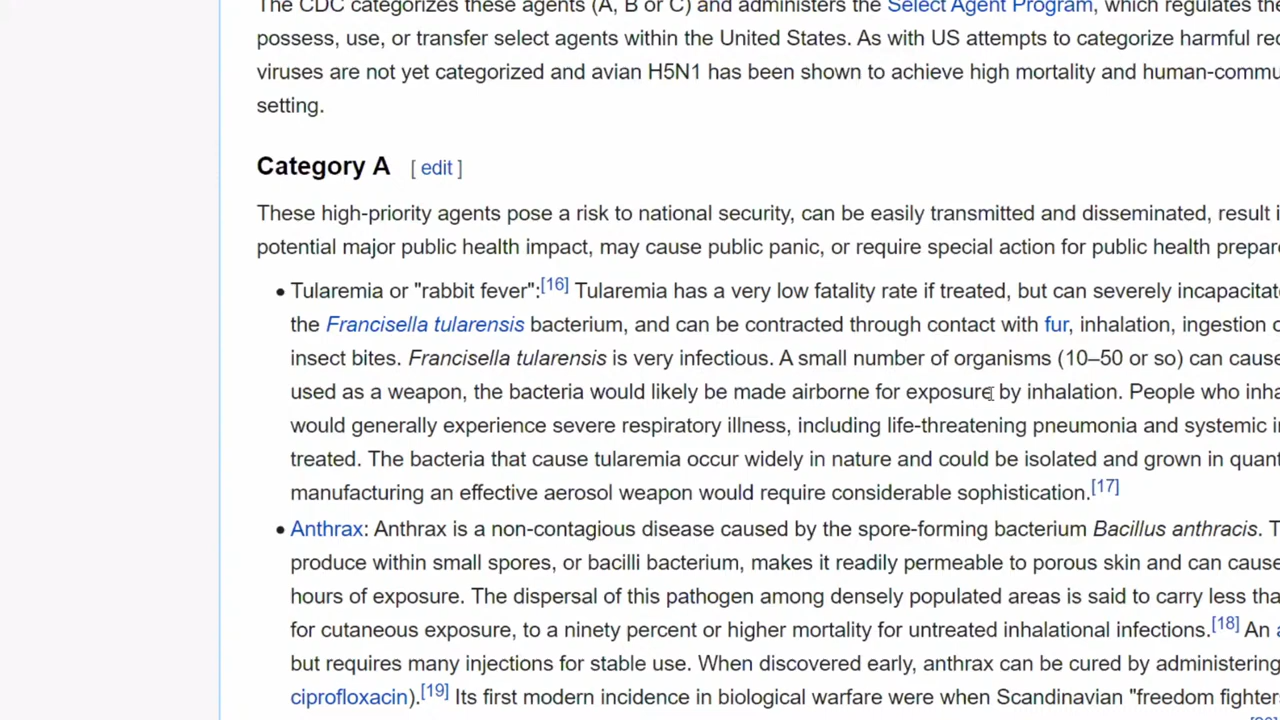 The CDC categorizes these agents (A, B or C) and administers the Select Agent Program, which regulates the
possess, use, or transfer select agents within the United States. As with US attempts to categorize harmful rec
viruses are not yet categorized and avian H5N1 has been shown to achieve high mortality and human-commu
setting.
Category A [ edit ]
These high-priority agents pose a risk to national security, can be easily transmitted and disseminated, result i
potential major public health impact, may cause public panic, or require special action for public health prepare
• Tularemia or "rabbit fever":[16] Tularemia has a very low fatality rate if treated, but can severely incapacitate
the Francisella tularensis bacterium, and can be contracted through contact with fur, inhalation, ingestion o
insect bites. Francisella tularensis is very infectious. A small number of organisms (10–50 or so) can cause
used as a weapon, the bacteria would likely be made airborne for exposure by inhalation. People who inha
would generally experience severe respiratory illness, including life-threatening pneumonia and systemic in
treated. The bacteria that cause tularemia occur widely in nature and could be isolated and grown in quant
manufacturing an effective aerosol weapon would require considerable sophistication.[17]
• Anthrax: Anthrax is a non-contagious disease caused by the spore-forming bacterium Bacillus anthracis. T
produce within small spores, or bacilli bacterium, makes it readily permeable to porous skin and can cause
hours of exposure. The dispersal of this pathogen among densely populated areas is said to carry less tha
for cutaneous exposure, to a ninety percent or higher mortality for untreated inhalational infections.[18] An a
but requires many injections for stable use. When discovered early, anthrax can be cured by administering
ciprofloxacin).[19] Its first modern incidence in biological warfare were when Scandinavian "freedom fighter